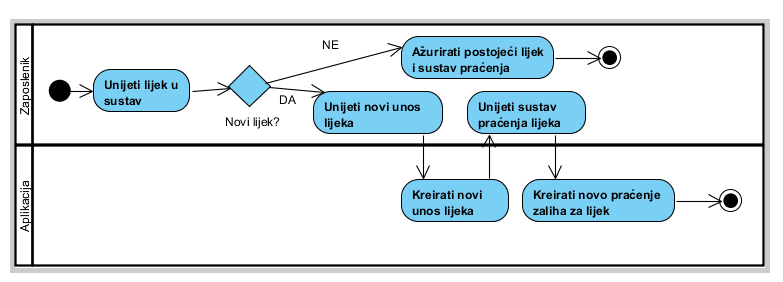 Zaposlenik
Unijeti lijek u
sustav
Novi lijek?
NE
DA
Ažurirati postojeći lijek
i sustav praćenja
Unijeti novi unos
lijeka
Unijeti sustav
praćenja lijeka
Aplikacija
Kreirati novi
unos lijeka
Kreirati novo praćenje
zaliha za lijek